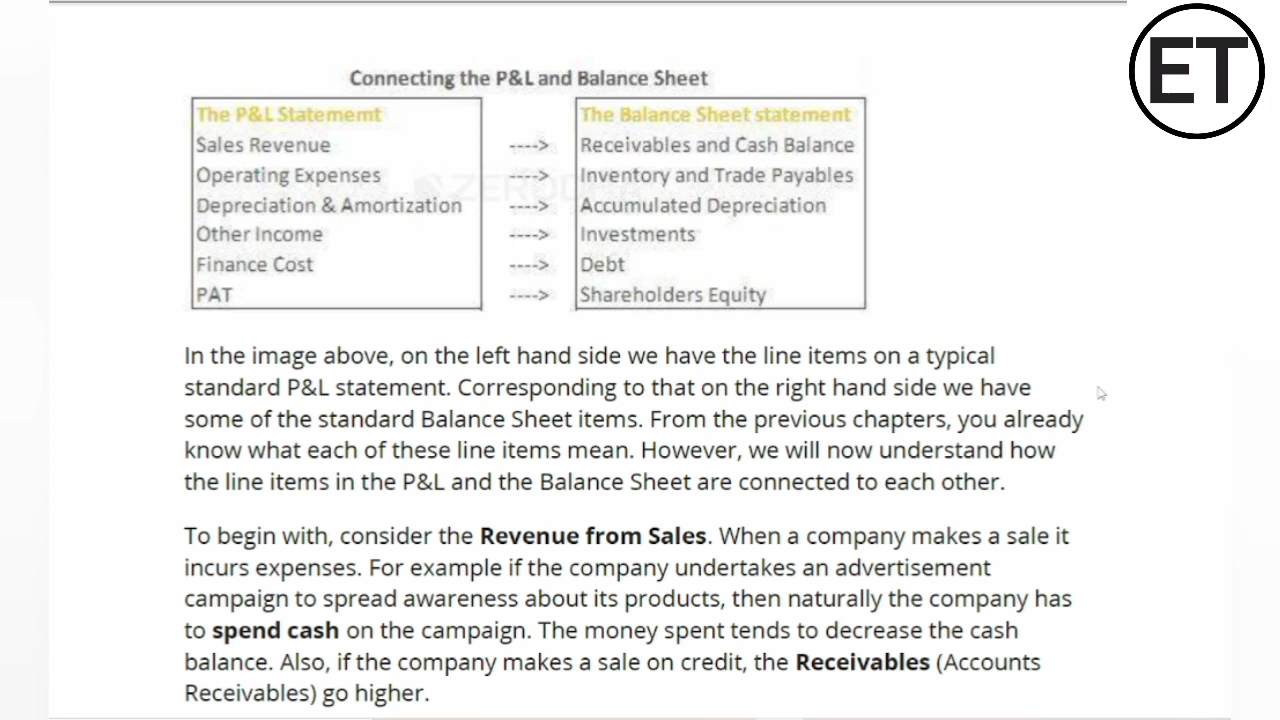 ET
Connecting the P&L and Balance Sheet
The P&L Statememt ----> The Balance Sheet statement
Sales Revenue ----> Receivables and Cash Balance
Operating Expenses ----> Inventory and Trade Payables
Depreciation & Amortization ----> Accumulated Depreciation
Other Income ----> Investments
Finance Cost ----> Debt
PAT ----> Shareholders Equity
In the image above, on the left hand side we have the line items on a typical
standard P&L statement. Corresponding to that on the right hand side we have
some of the standard Balance Sheet items. From the previous chapters, you already
know what each of these line items mean. However, we will now understand how
the line items in the P&L and the Balance Sheet are connected to each other.
To begin with, consider the Revenue from Sales. When a company makes a sale it
incurs expenses. For example if the company undertakes an advertisement
campaign to spread awareness about its products, then naturally the company has
to spend cash on the campaign. The money spent tends to decrease the cash
balance. Also, if the company makes a sale on credit, the Receivables (Accounts
Receivables) go higher.